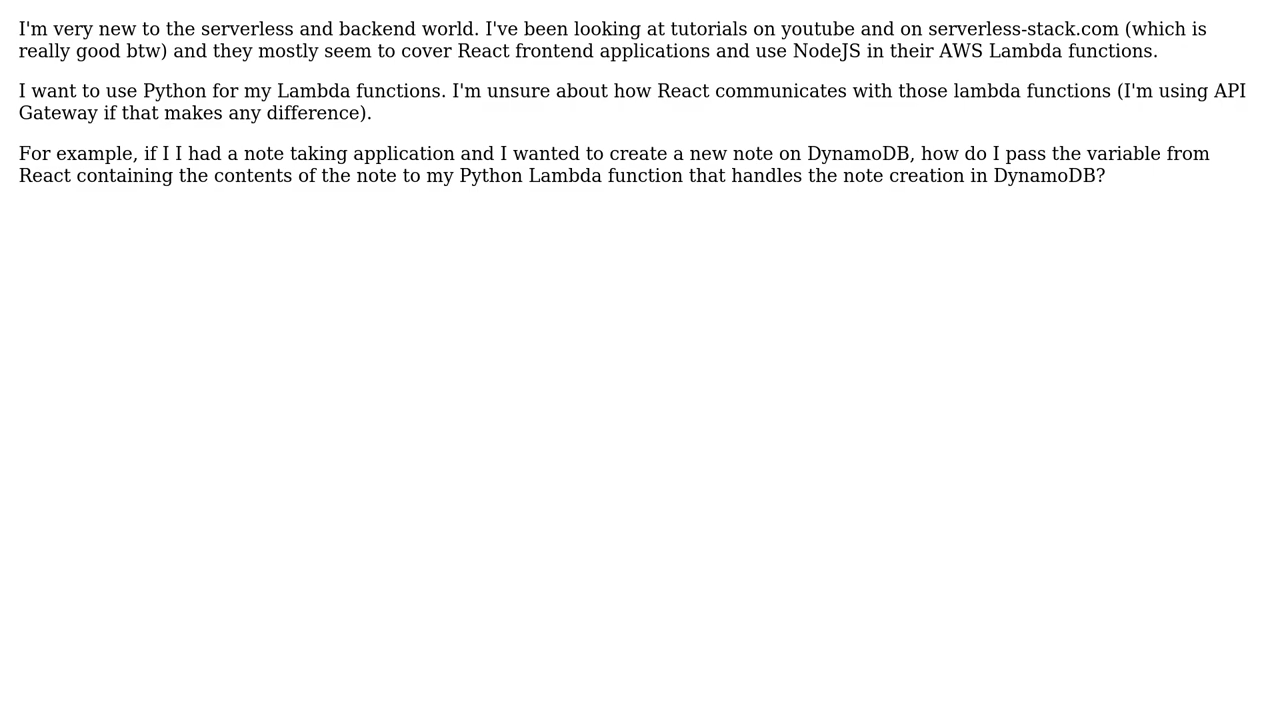 I'm very new to the serverless and backend world. I've been looking at tutorials on youtube and on serverless-stack.com (which is
really good btw) and they mostly seem to cover React frontend applications and use NodeJS in their AWS Lambda functions.
I want to use Python for my Lambda functions. I'm unsure about how React communicates with those lambda functions (I'm using API
Gateway if that makes any difference).
For example, if I I had a note taking application and I wanted to create a new note on DynamoDB, how do I pass the variable from
React containing the contents of the note to my Python Lambda function that handles the note creation in DynamoDB?